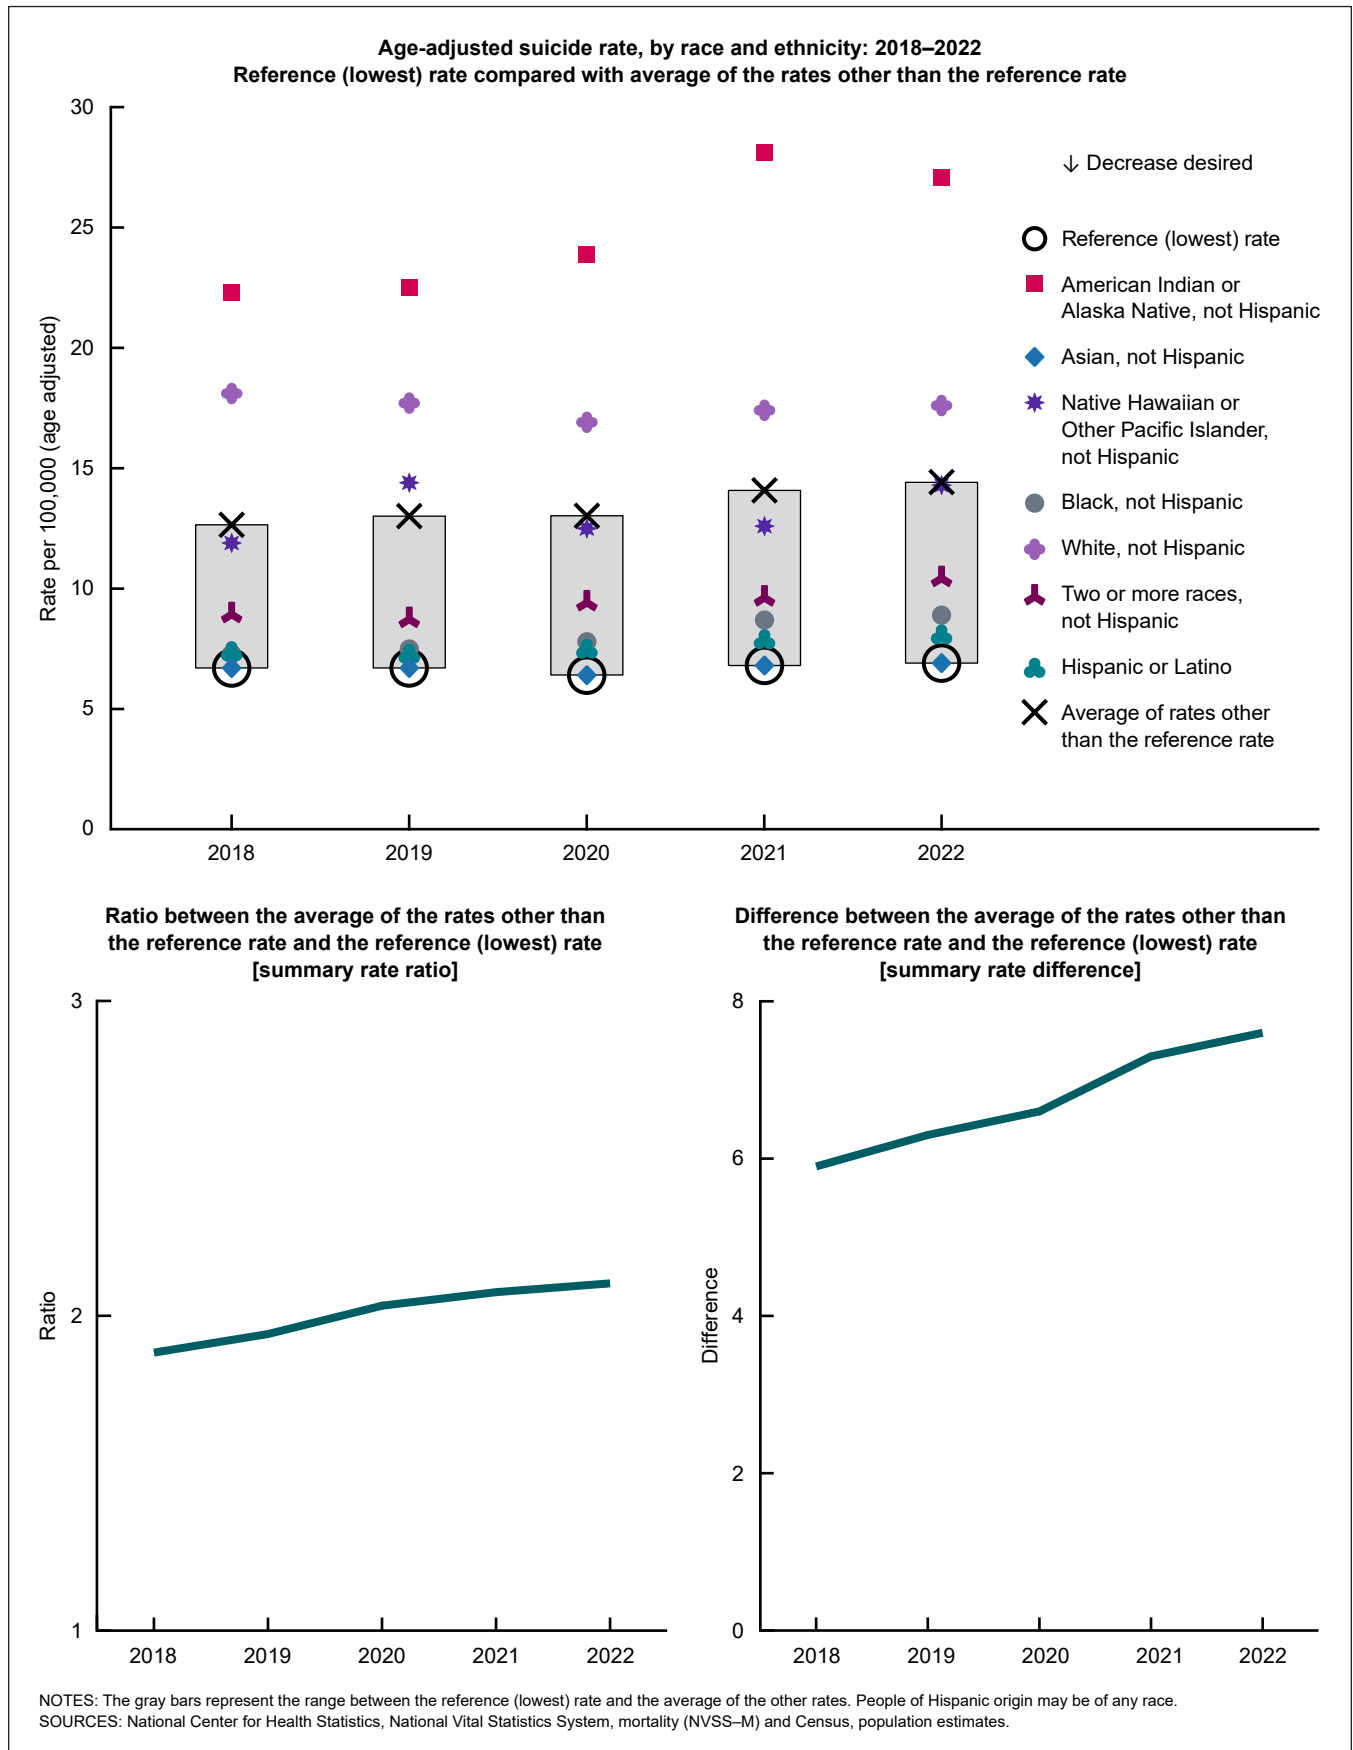 Age-adjusted suicide rate, by race and ethnicity: 2018–2022
Reference (lowest) rate compared with average of the rates other than the reference rate
30
25
20
15
10
5
0
Rate per 100,000 (age adjusted)
2018
2019
2020
2021
2022
↓ Decrease desired
Reference (lowest) rate
American Indian or
Alaska Native, not Hispanic
Asian, not Hispanic
Native Hawaiian or
Other Pacific Islander,
not Hispanic
Black, not Hispanic
White, not Hispanic
Two or more races,
not Hispanic
Hispanic or Latino
Average of rates other
than the reference rate
Ratio between the average of the rates other than
the reference rate and the reference (lowest) rate
[summary rate ratio]
3
2
1
Ratio
2018
2019
2020
2021
2022
Difference between the average of the rates other than
the reference rate and the reference (lowest) rate
[summary rate difference]
8
6
4
2
0
Difference
2018
2019
2020
2021
2022
NOTES: The gray bars represent the range between the reference (lowest) rate and the average of the other rates. People of Hispanic origin may be of any race.
SOURCES: National Center for Health Statistics, National Vital Statistics System, mortality (NVSS–M) and Census, population estimates.